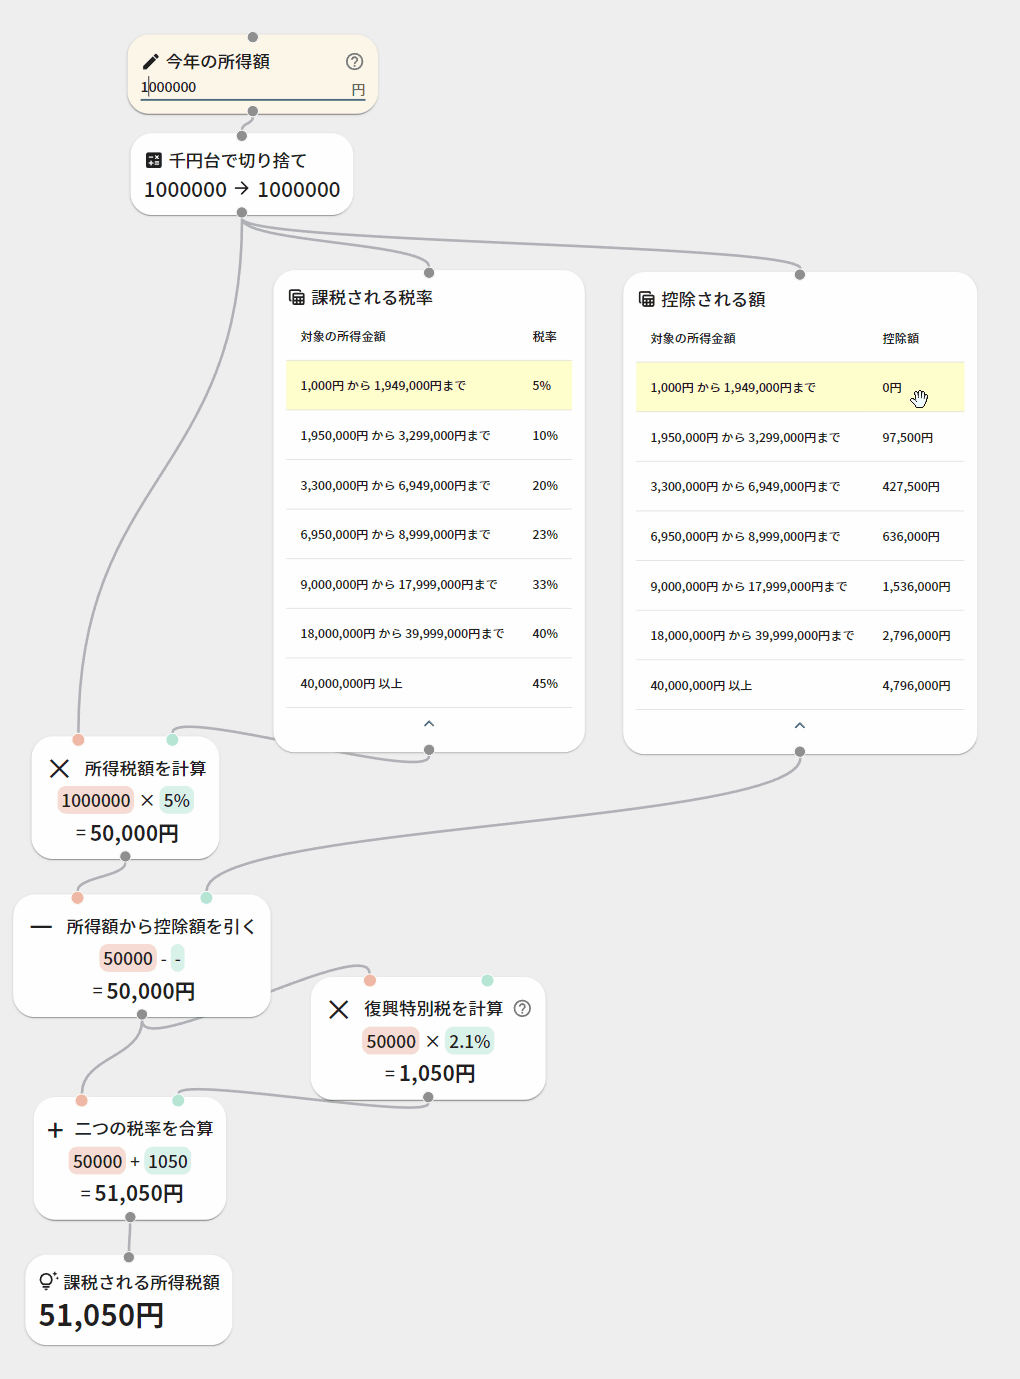 今年の所得額
1000000 円
千円台で切り捨て
1000000 → 1000000
課税される税率
対象の所得金額 税率
1,000円 から 1,949,000円まで 5%
1,950,000円 から 3,299,000円まで 10%
3,300,000円 から 6,949,000円まで 20%
6,950,000円 から 8,999,000円まで 23%
9,000,000円 から 17,999,000円まで 33%
18,000,000円 から 39,999,000円まで 40%
40,000,000円 以上 45%
控除される額
対象の所得金額 控除額
1,000円 から 1,949,000円まで 0円
1,950,000円 から 3,299,000円まで 97,500円
3,300,000円 から 6,949,000円まで 427,500円
6,950,000円 から 8,999,000円まで 636,000円
9,000,000円 から 17,999,000円まで 1,536,000円
18,000,000円 から 39,999,000円まで 2,796,000円
40,000,000円 以上 4,796,000円
所得税額を計算
1000000 × 5%
= 50,000円
所得額から控除額を引く
50000 - -
= 50,000円
復興特別税を計算
50000 × 2.1%
= 1,050円
二つの税率を合算
50000 + 1050
= 51,050円
課税される所得税額
51,050円